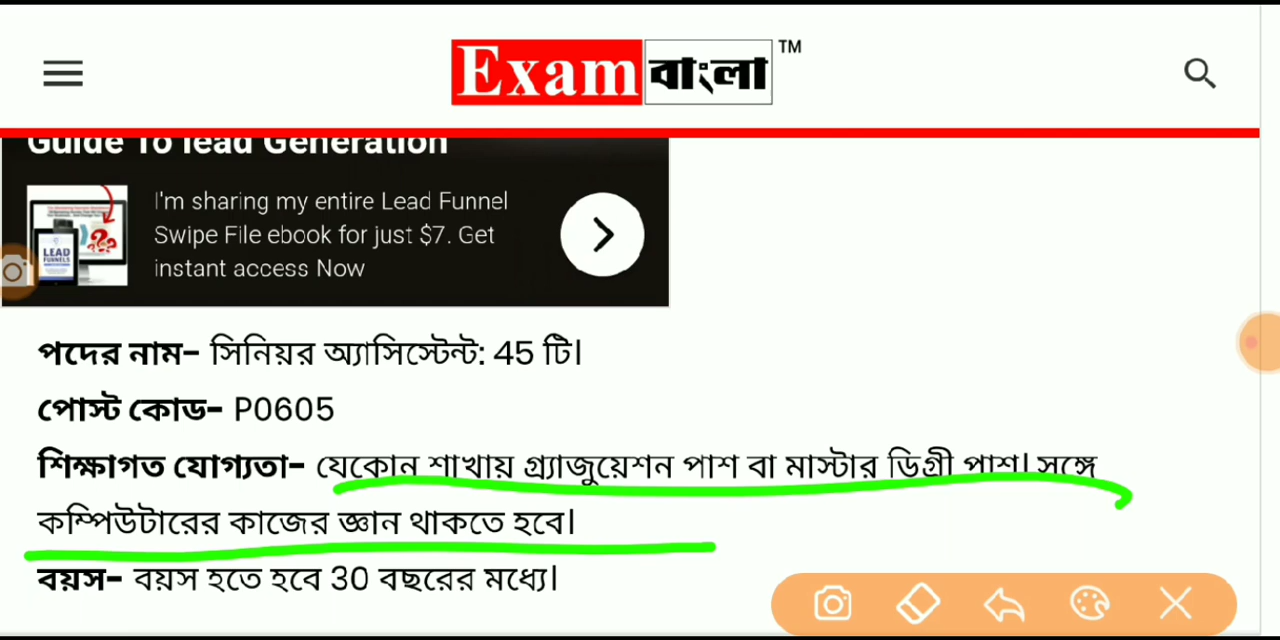 Exam বাংলা TM
Guide To lead Generation
I'm sharing my entire Lead Funnel
Swipe File ebook for just $7. Get
instant access Now
LEAD
FUNNELS
পদের নাম– সিনিয়র অ্যাসিস্টেন্ট: 45 টি।
পোস্ট কোড– P0605
শিক্ষাগত যোগ্যতা– যেকোন শাখায় গ্র্যাজুয়েশন পাশ বা মাস্টার ডিগ্রী পাশ। সঙ্গে
কম্পিউটারের কাজের জ্ঞান থাকতে হবে।
বয়স– বয়স হতে হবে 30 বছরের মধ্যে।